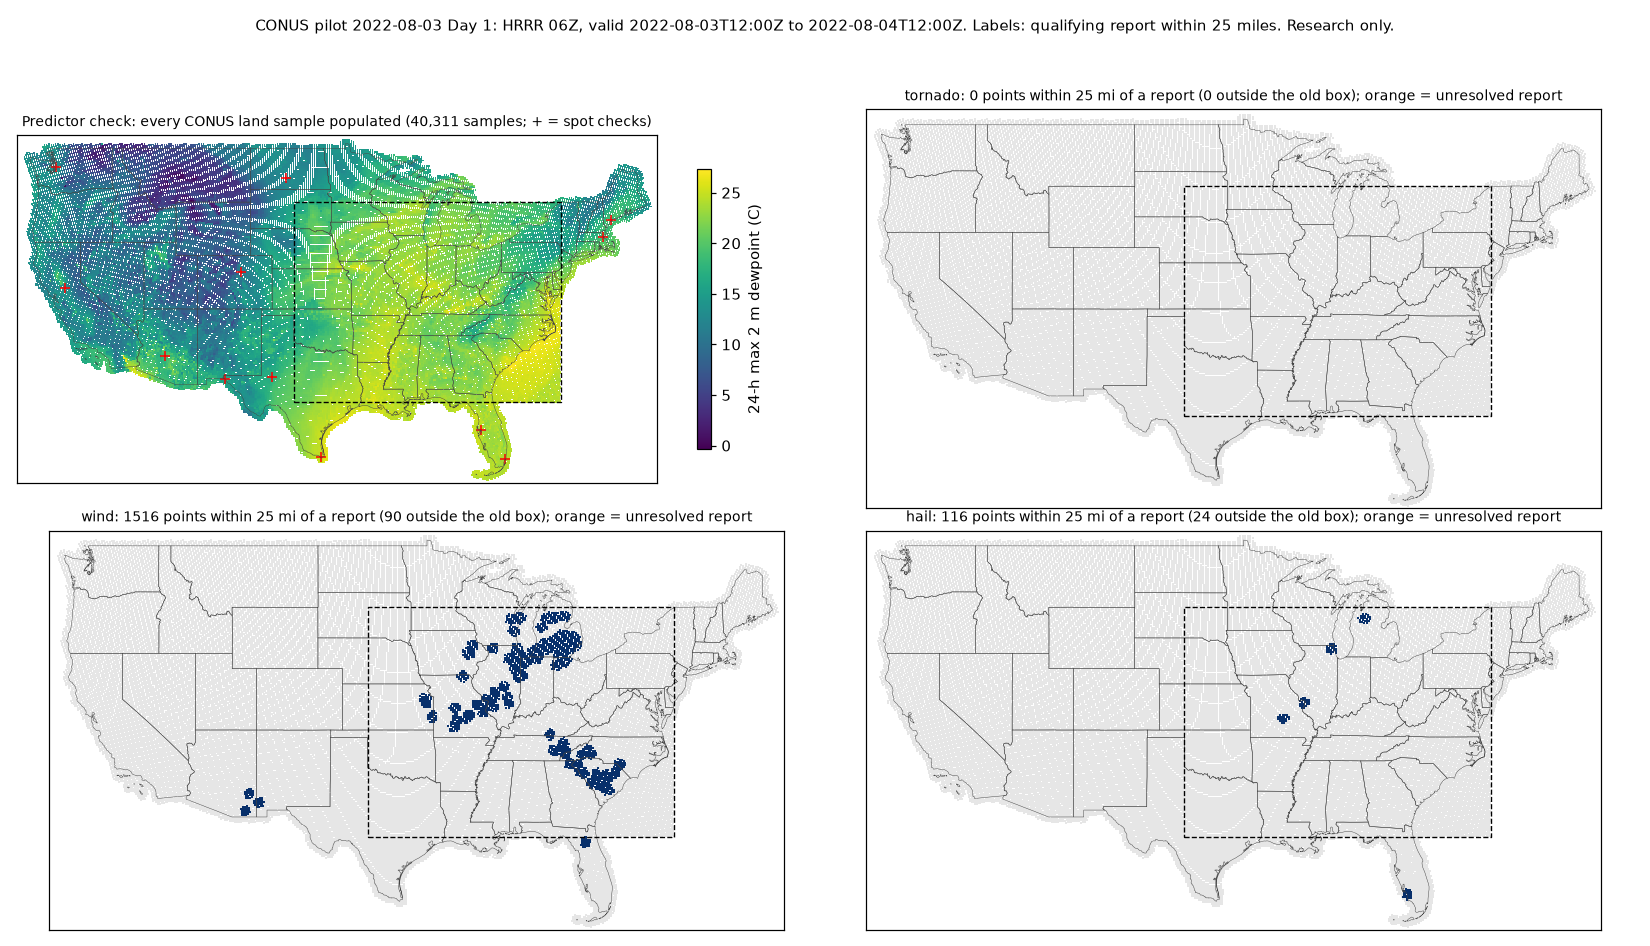 CONUS pilot 2022-08-03 Day 1: HRRR 06Z, valid 2022-08-03T12:00Z to 2022-08-04T12:00Z. Labels: qualifying report within 25 miles. Research only.
Predictor check: every CONUS land sample populated (40,311 samples; + = spot checks)
25
20
15
10
5
0
24-h max 2 m dewpoint (C)
tornado: 0 points within 25 mi of a report (0 outside the old box); orange = unresolved report
wind: 1516 points within 25 mi of a report (90 outside the old box); orange = unresolved report
hail: 116 points within 25 mi of a report (24 outside the old box); orange = unresolved report